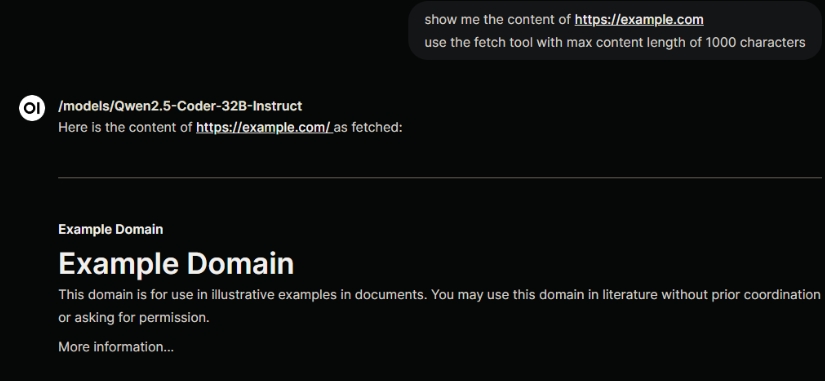 show me the content of https://example.com
use the fetch tool with max content length of 1000 characters
OI
/models/Qwen2.5-Coder-32B-Instruct
Here is the content of https://example.com/ as fetched:
Example Domain
Example Domain
This domain is for use in illustrative examples in documents. You may use this domain in literature without prior coordination
or asking for permission.
More information...